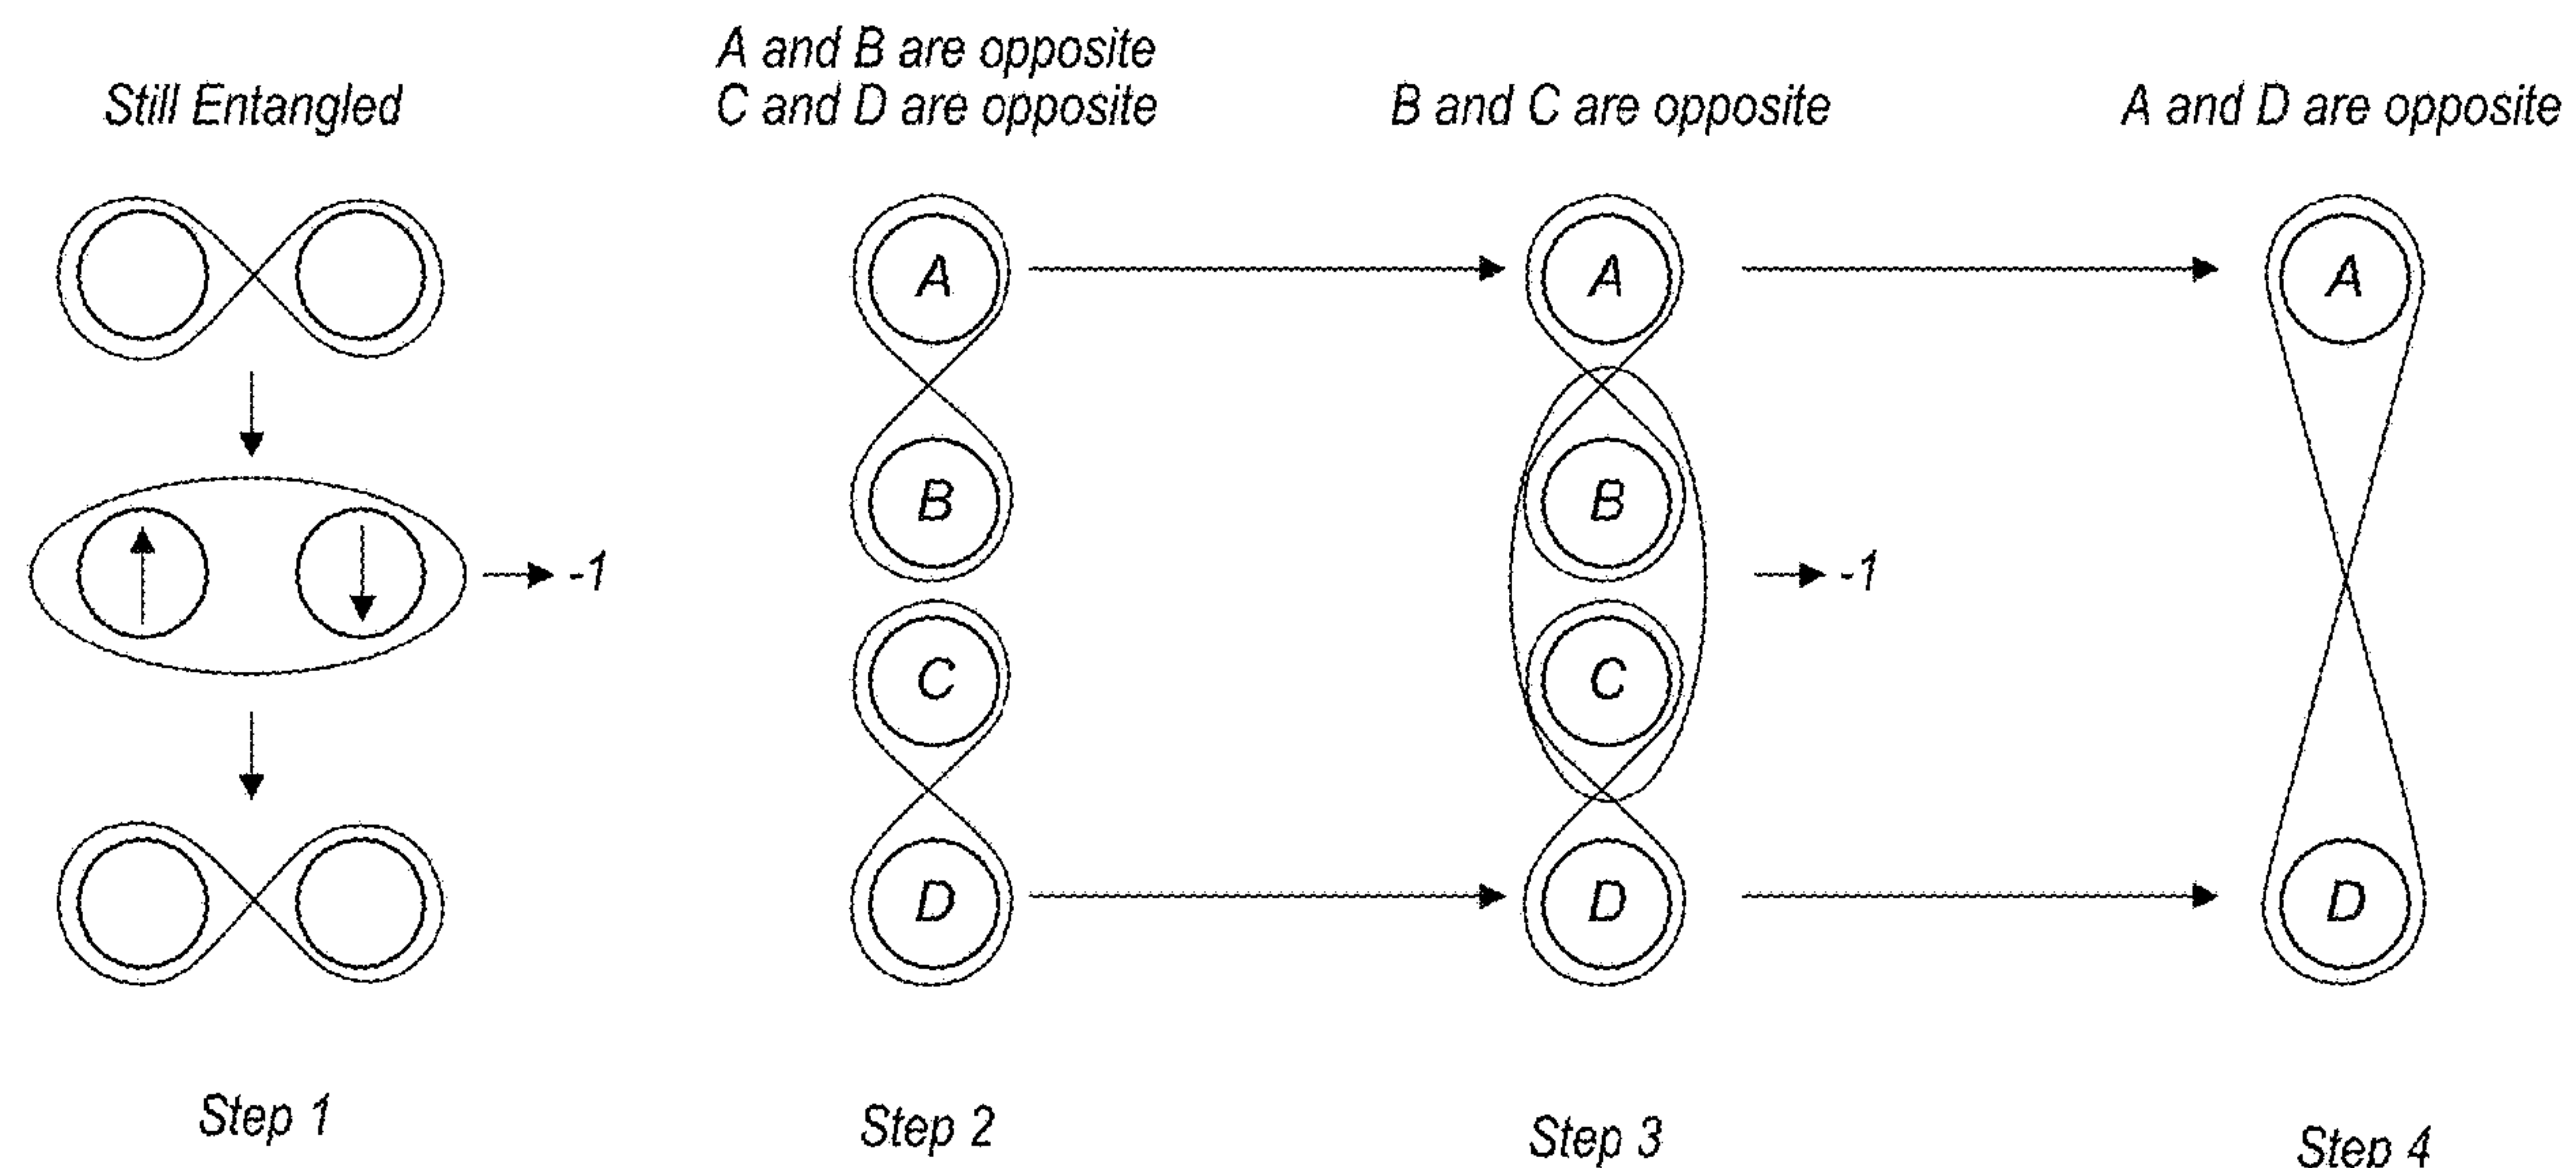 Still Entangled
-1
Step 1
A and B are opposite
C and D are opposite
A
B
C
D
Step 2
B and C are opposite
A
B
C
D
-1
Step 3
A and D are opposite
A
D
Step 4